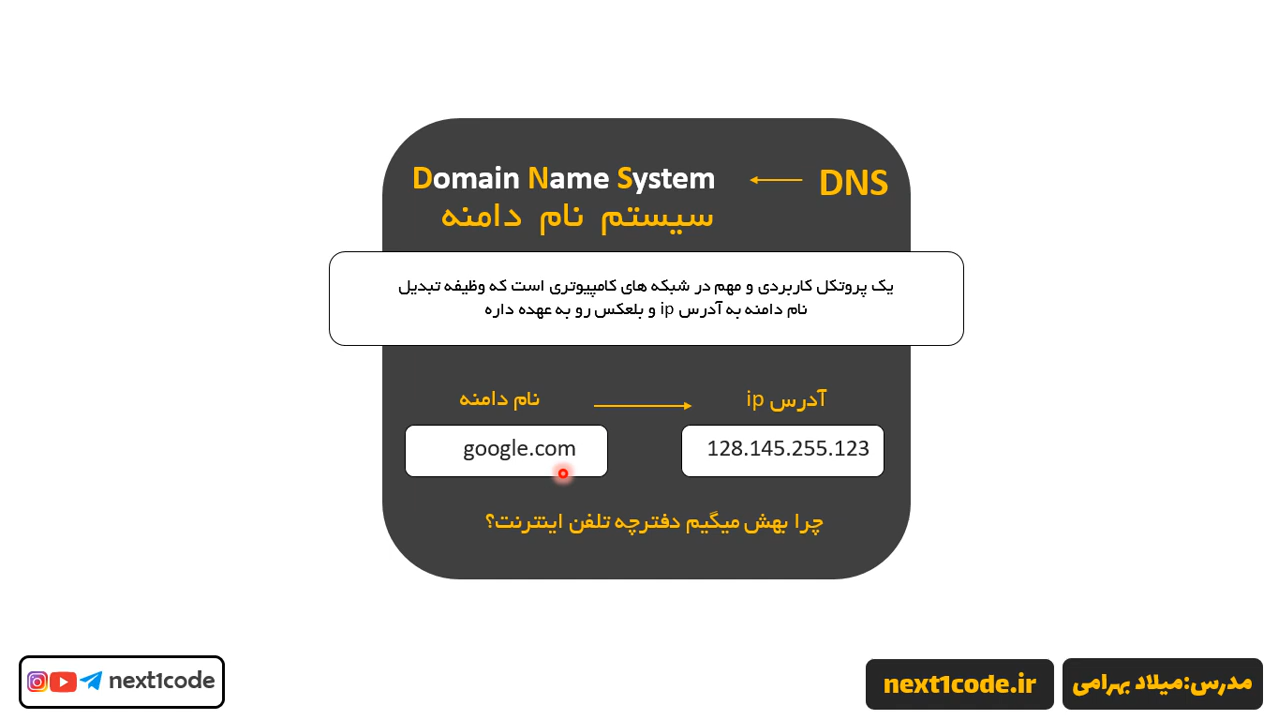 DNS
Domain Name System
سیستم نام دامنه
یک پروتکل کاربردی و مهم در شبکه های کامپیوتری است که وظیفه تبدیل
نام دامنه به آدرس ip و بلعکس رو به عهده داره
نام دامنه
آدرس ip
google.com
128.145.255.123
چرا بهش میگیم دفترچه تلفن اینترنت؟
next1code
next1code.ir
مدرس:میلاد بهرامی